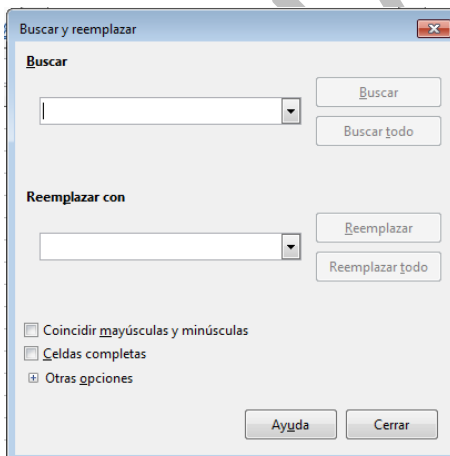 Buscar y reemplazar
Buscar
Buscar
Buscar todo
Reemplazar con
Reemplazar
Reemplazar todo
Coincidir mayúsculas y minúsculas
Celdas completas
Otras opciones
Ayuda
Cerrar